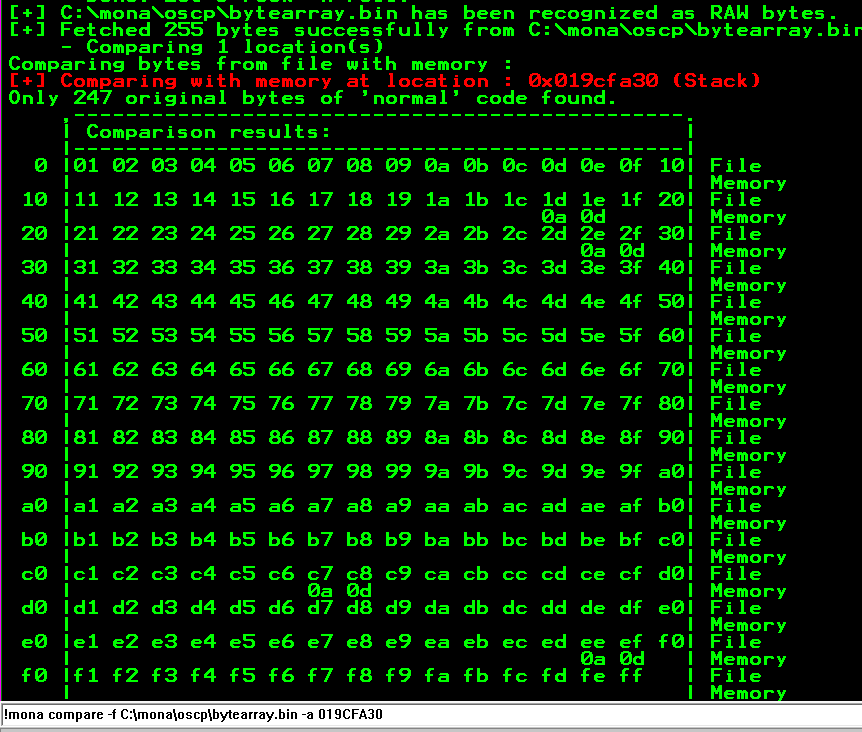 [+] C:\mona\oscp\bytearray.bin has been recognized as RAW bytes.
[+] Fetched 255 bytes successfully from C:\mona\oscp\bytearray.bin
- Comparing 1 location(s)
Comparing bytes from file with memory :
[+] Comparing with memory at location : 0x019cfa30 (Stack)
Only 247 original bytes of 'normal' code found.
,-----------------------------------------------.
| Comparison results: |
|-----------------------------------------------|
0 |01 02 03 04 05 06 07 08 09 0a 0b 0c 0d 0e 0f 10| File
| | Memory
10 |11 12 13 14 15 16 17 18 19 1a 1b 1c 1d 1e 1f 20| File
| 0a 0d | Memory
20 |21 22 23 24 25 26 27 28 29 2a 2b 2c 2d 2e 2f 30| File
| 0a 0d | Memory
30 |31 32 33 34 35 36 37 38 39 3a 3b 3c 3d 3e 3f 40| File
| | Memory
40 |41 42 43 44 45 46 47 48 49 4a 4b 4c 4d 4e 4f 50| File
| | Memory
50 |51 52 53 54 55 56 57 58 59 5a 5b 5c 5d 5e 5f 60| File
| | Memory
60 |61 62 63 64 65 66 67 68 69 6a 6b 6c 6d 6e 6f 70| File
| | Memory
70 |71 72 73 74 75 76 77 78 79 7a 7b 7c 7d 7e 7f 80| File
| | Memory
80 |81 82 83 84 85 86 87 88 89 8a 8b 8c 8d 8e 8f 90| File
| | Memory
90 |91 92 93 94 95 96 97 98 99 9a 9b 9c 9d 9e 9f a0| File
| | Memory
a0 |a1 a2 a3 a4 a5 a6 a7 a8 a9 aa ab ac ad ae af b0| File
| | Memory
b0 |b1 b2 b3 b4 b5 b6 b7 b8 b9 ba bb bc bd be bf c0| File
| | Memory
c0 |c1 c2 c3 c4 c5 c6 c7 c8 c9 ca cb cc cd ce cf d0| File
| 0a 0d | Memory
d0 |d1 d2 d3 d4 d5 d6 d7 d8 d9 da db dc dd de df e0| File
| | Memory
e0 |e1 e2 e3 e4 e5 e6 e7 e8 e9 ea eb ec ed ee ef f0| File
| 0a 0d | Memory
f0 |f1 f2 f3 f4 f5 f6 f7 f8 f9 fa fb fc fd fe ff | File
| | Memory
!mona compare -f C:\mona\oscp\bytearray.bin -a 019CFA30